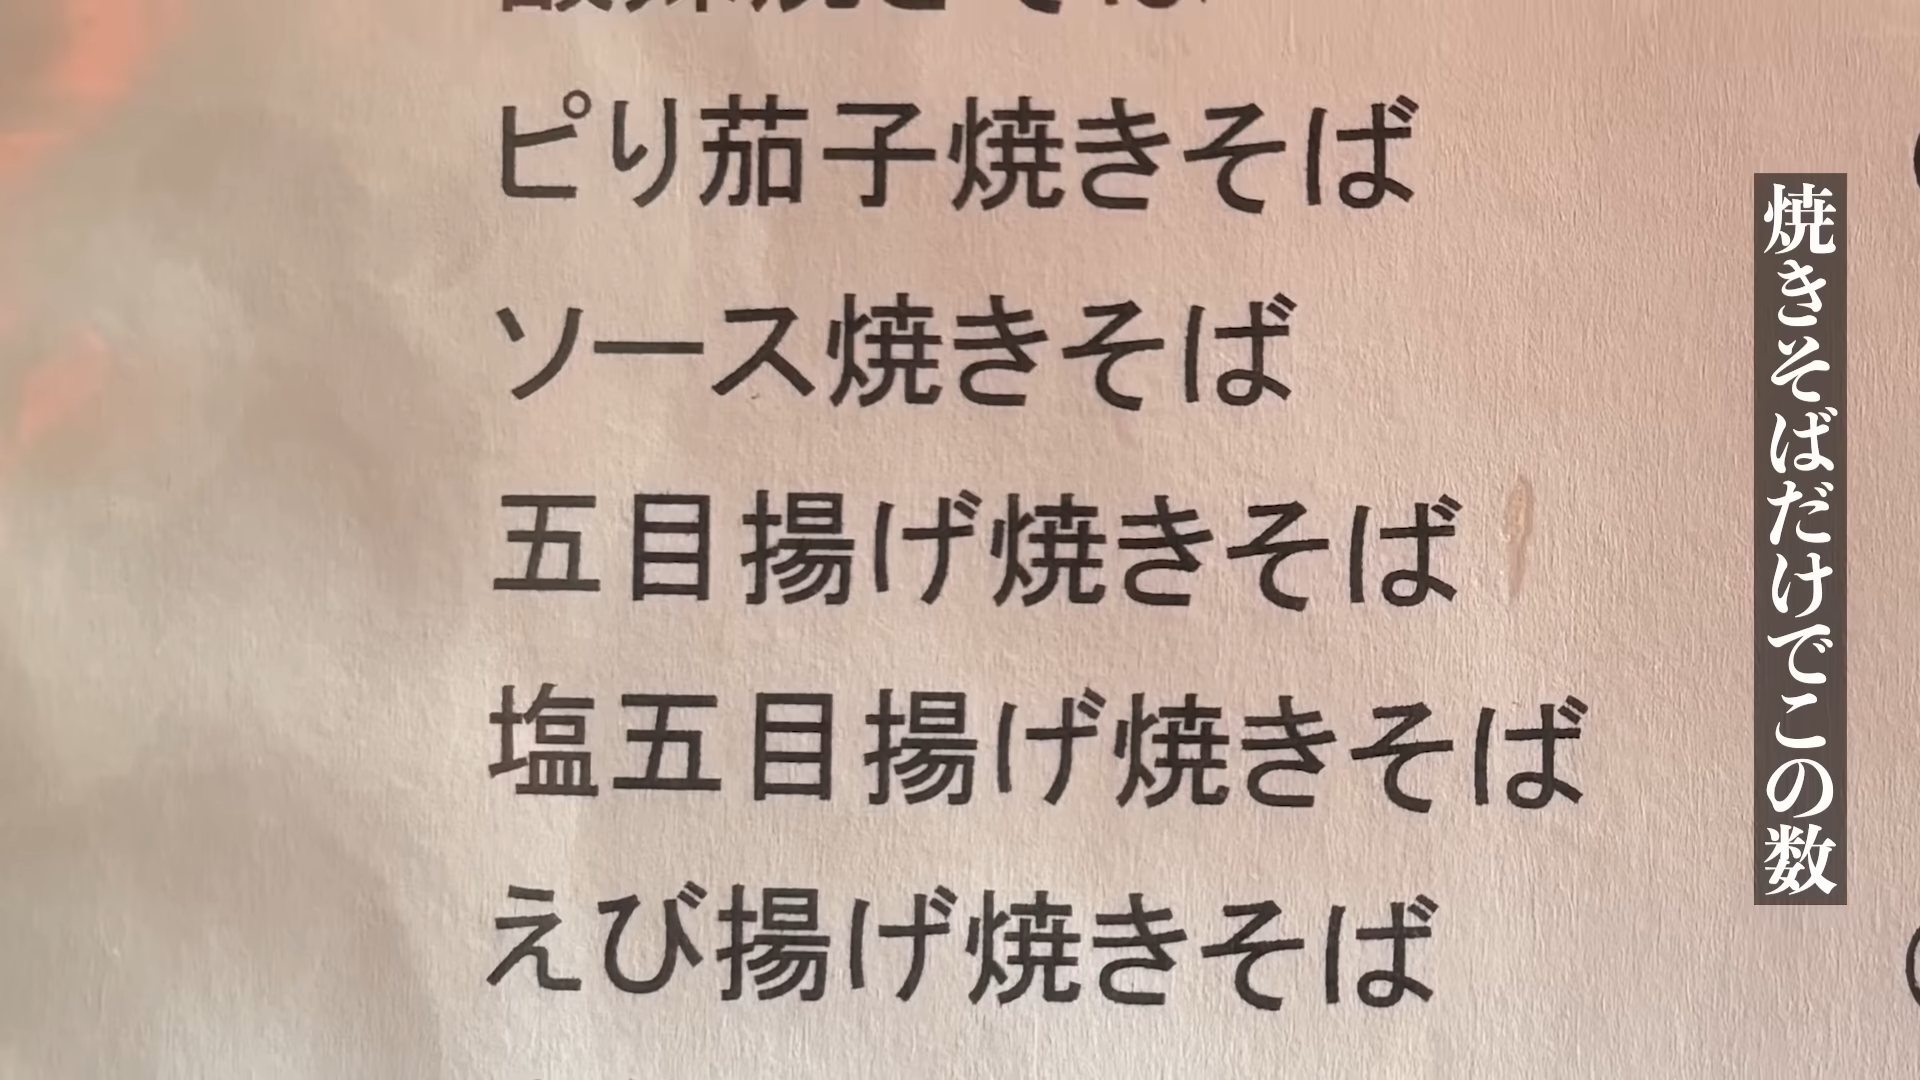 ピリ茄子焼きそば
ソース焼きそば
五目揚げ焼きそば
塩五目揚げ焼きそば
えび揚げ焼きそば
焼きそばだけでこの数